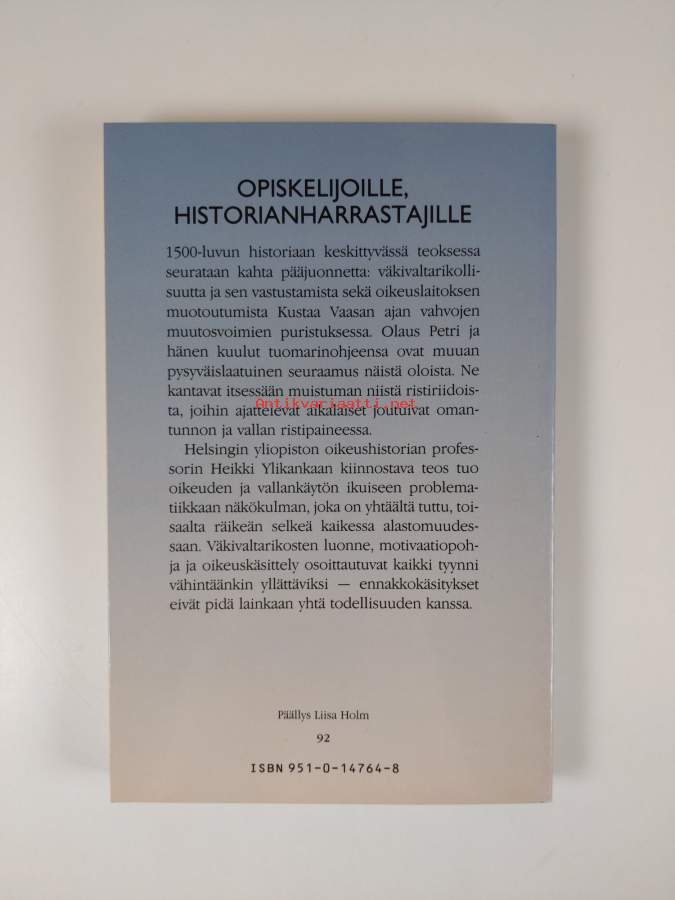 OPISKELIJOILLE,
HISTORIANHARRASTAJILLE
1500-luvun historiaan keskittyvässä teoksessa
seurataan kahta pääjuonnetta: väkivaltarikolli-
suutta ja sen vastustamista sekä oikeuslaitoksen
muotoutumista Kustaa Vaasan ajan vahvojen
muutosvoimien puristuksessa. Olaus Petri ja
hänen kuulut tuomarinohjeensa ovat muuan
pysyväislaatuinen seuraamus näistä oloista. Ne
kantavat itsessään muistuman niistä ristiriidois-
Antikvariaatti.net
ta, joihin ajattelevat aikalaiset joutuivat oman-
tunnon ja vallan ristipaineessa.
Helsingin yliopiston oikeushistorian profes-
sorin Heikki Ylikankaan kiinnostava teos tuo
oikeuden ja vallankäytön ikuiseen problema-
tiikkaan näkökulman, joka on yhtäältä tuttu, toi-
saalta räikeän selkeä kaikessa alastomuudes-
saan. Väkivaltarikosten luonne, motivaatiopoh-
ja ja oikeuskäsittely osoittautuvat kaikki tyynni
vähintäänkin yllättäviksi — ennakkokäsitykset
eivät pidä lainkaan yhtä todellisuuden kanssa.
Päällys Liisa Holm
92
ISBN 951-0-14764-8